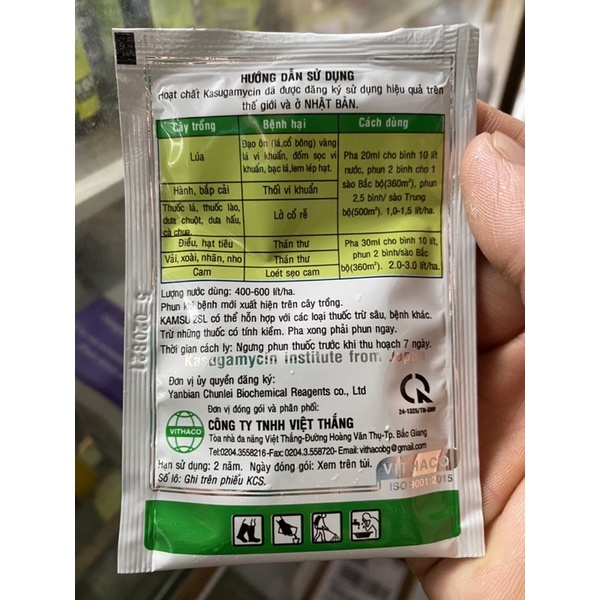 HƯỚNG DẪN SỬ DỤNG
Hoạt chất Kasugamycin đã được đăng ký sử dụng hiệu quả trên
thế giới và ở NHẬT BẢN.
Cây trồng Bệnh hại Cách dùng
Lúa
Đạo ôn (lá,cổ bông) vàng
lá vi khuẩn, đốm sọc vi
khuẩn, bạc lá,lem lép hạt.
Hành, bắp cải Thối vi khuẩn
Thuốc lá, thuốc lào,
dưa chuột, dưa hấu,
cà chua
Lở cổ rễ
Pha 20ml cho bình 10 lít
nước, phun 2 bình cho 1
sào Bắc bộ(360m²), phun
2,5 bình/ sào Trung
bộ(500m²). 1,0-1,5 lít/ha.
Điều, hạt tiêu Thán thư
Vải, xoài, nhãn, nho Thán thư
Cam Loét sẹo cam
Pha 30ml cho bình 10 lít,
phun 2 bình/sào Bắc
bộ(360m²). 2.0-3.0 lít/ha.
Lượng nước dùng: 400-600 lít/ha.
Phun khi bệnh mới xuất hiện trên cây trồng.
KAMSU 2SL có thể hỗn hợp với các loại thuốc trừ sâu, bệnh khác.
Trừ những thuốc có tính kiềm. Pha xong phải phun ngay.
Thời gian cách ly: Ngưng phun thuốc trước khi thu hoạch 7 ngày.
Kasugamycin institute from Japan
Đơn vị ủy quyền đăng ký:
Yanbian Chunlei Biochemical Reagents co., Ltd
Đơn vị đóng gói và phân phối:
CÔNG TY TNHH VIỆT THẮNG
Tòa nhà đa năng Việt Thắng-Đường Hoàng Văn Thụ-Tp. Bắc Giang
Tel:0204.3558216-Fax:0204.3.558720-Email:vithacobg@gmail.com
VITHACO
Hạn sử dụng: 2 năm. Ngày đóng gói: Xem trên túi.
Số lô: Ghi trên phiếu KCS.
VITHACO
ISO 9001:2015